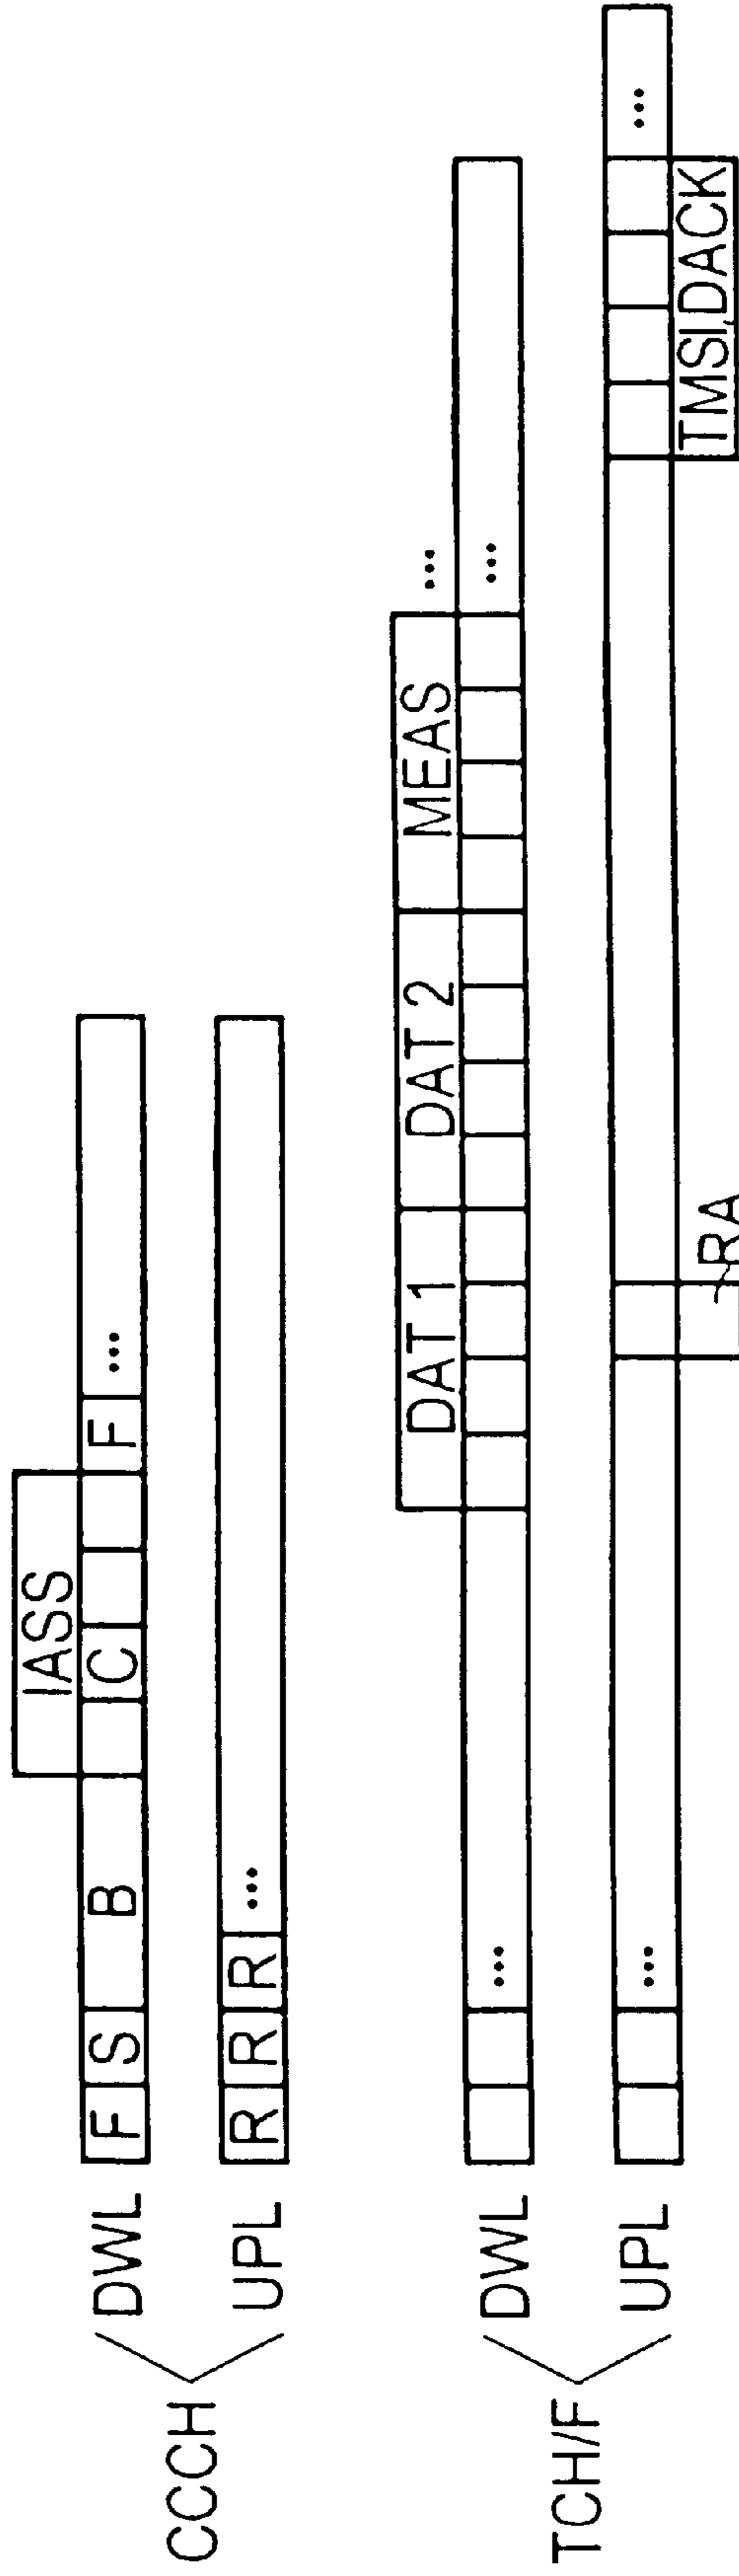 IASS
CCCH
DWL F S B C F ...
UPL R R R ...
DAT 1 DAT 2 MEAS ...
TCH/F
DWL ... ...
UPL ... ...
RA
TMSI,DACK